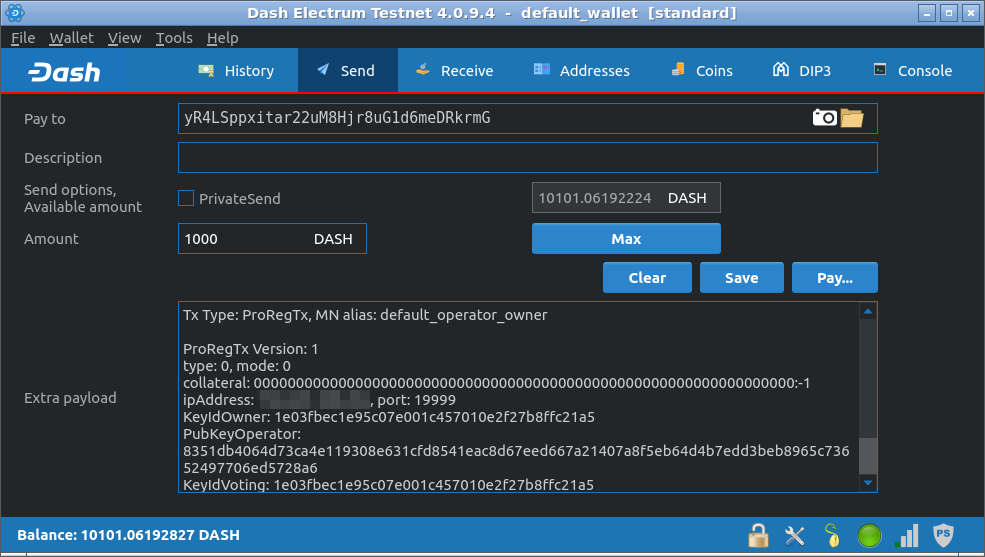 Dash Electrum Testnet 4.0.9.4 - default_wallet [standard]
File Wallet View Tools Help
Dash History Send Receive Addresses Coins DIP3 Console
Pay to yR4LSppxitar22uM8Hjr8uG1d6meDRkrmG
Description
Send options,
Available amount PrivateSend 10101.06192224 DASH
Amount 1000 DASH Max
Clear Save Pay...
Tx Type: ProRegTx, MN alias: default_operator_owner
ProRegTx Version: 1
type: 0, mode: 0
collateral: 0000000000000000000000000000000000000000000000000000000000000000:-1
Extra payload
ipAddress: , port: 19999
KeyIdOwner: 1e03fbec1e95c07e001c457010e2f27b8ffc21a5
PubKeyOperator:
8351db4064d73ca4e119308e631cfd8541eac8d67eed667a21407a8f5eb64d4b7edd3beb8965c736
52497706ed5728a6
KeyIdVoting: 1e03fbec1e95c07e001c457010e2f27b8ffc21a5
Balance: 10101.06192827 DASH PS